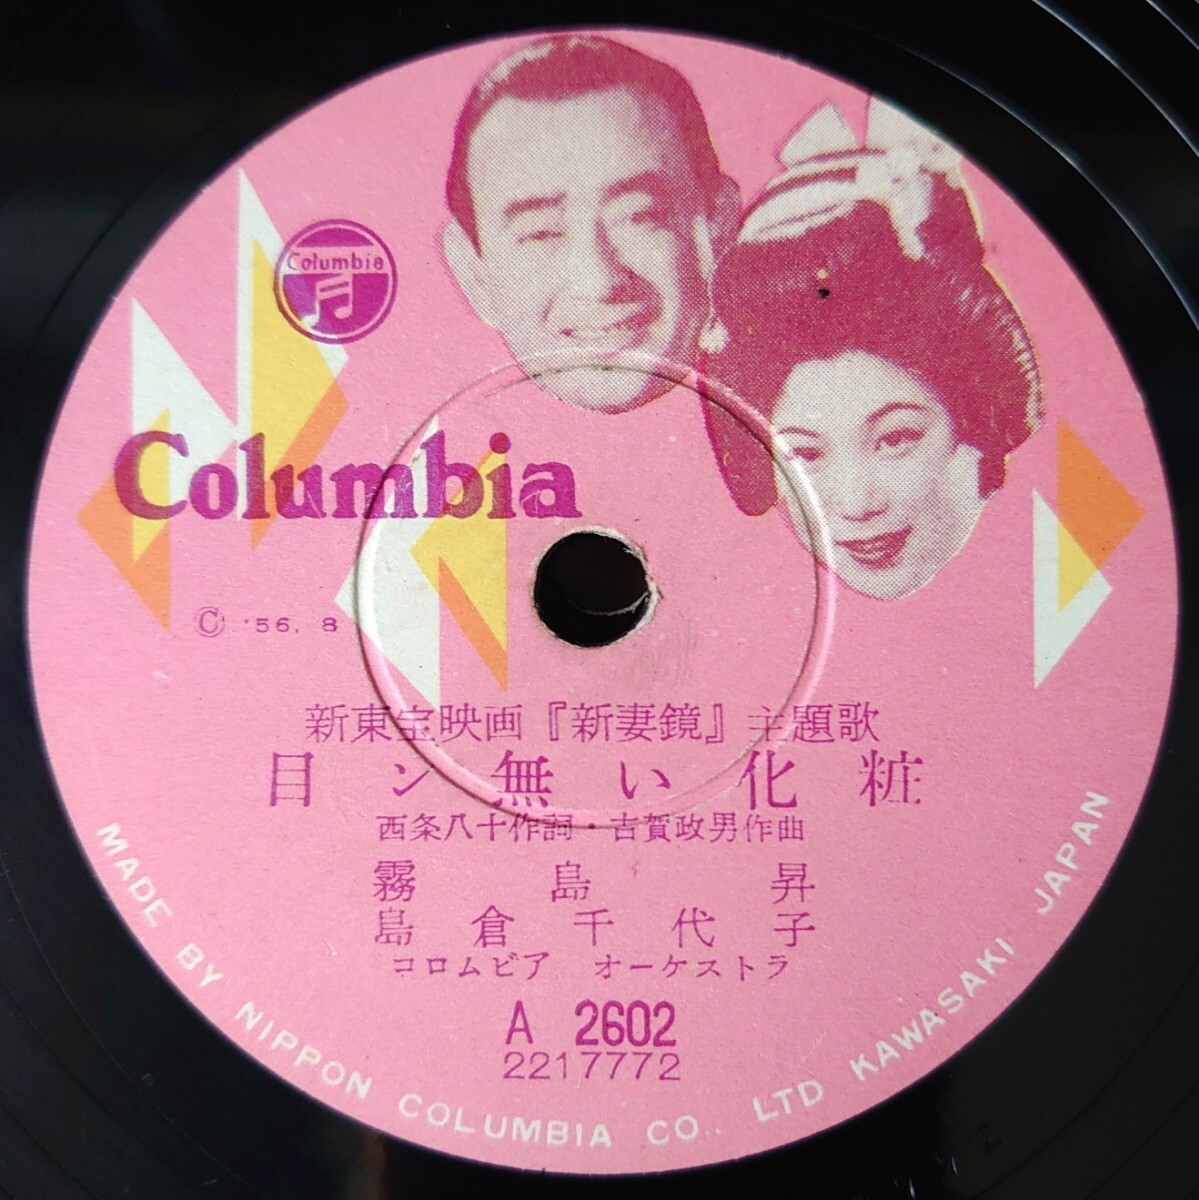 Columbia
Columbia
Ⓒ '56. 8
新東宝映画『新妻鏡』主題歌
目ン無い化粧
西条八十作詞・古賀政男作曲
霧島昇
島倉千代子
コロムビア オーケストラ
A 2602
2217772
MADE BY NIPPON COLUMBIA CO., LTD KAWASAKI JAPAN